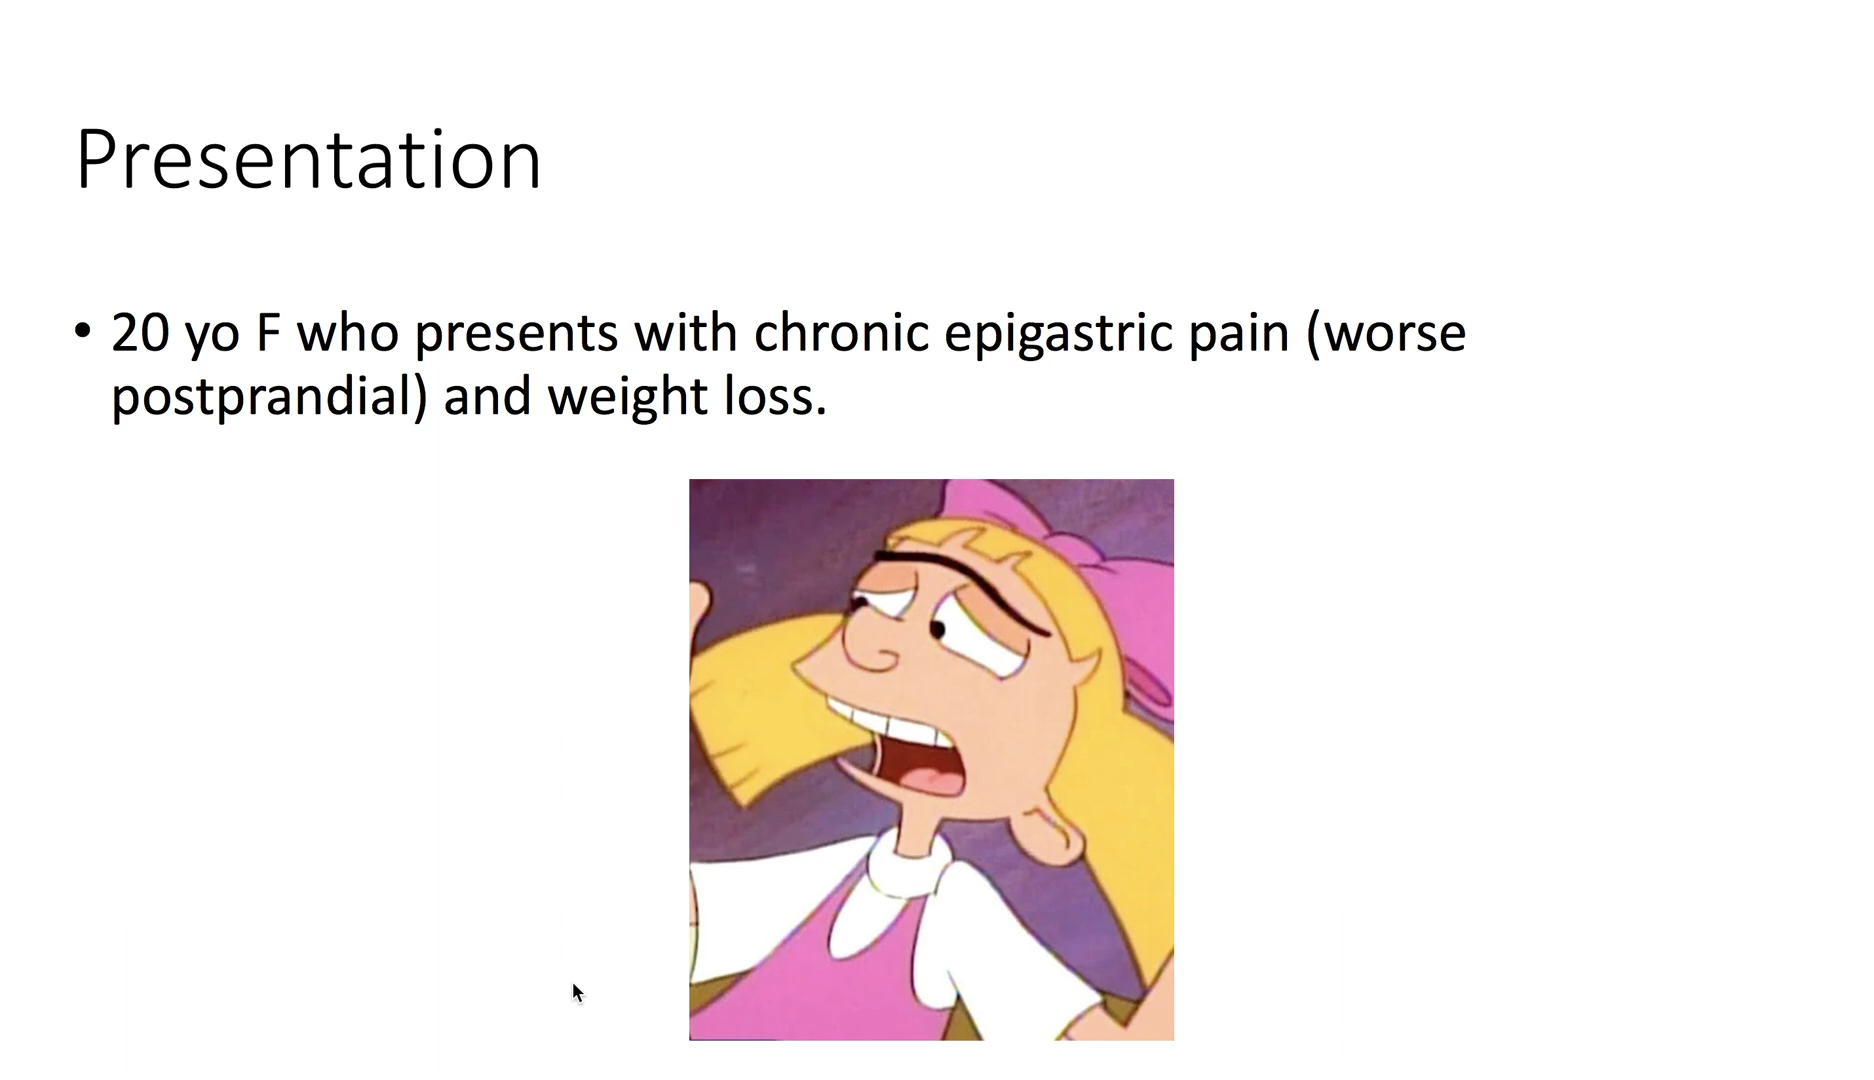 Presentation
• 20 yo F who presents with chronic epigastric pain (worse
postprandial) and weight loss.